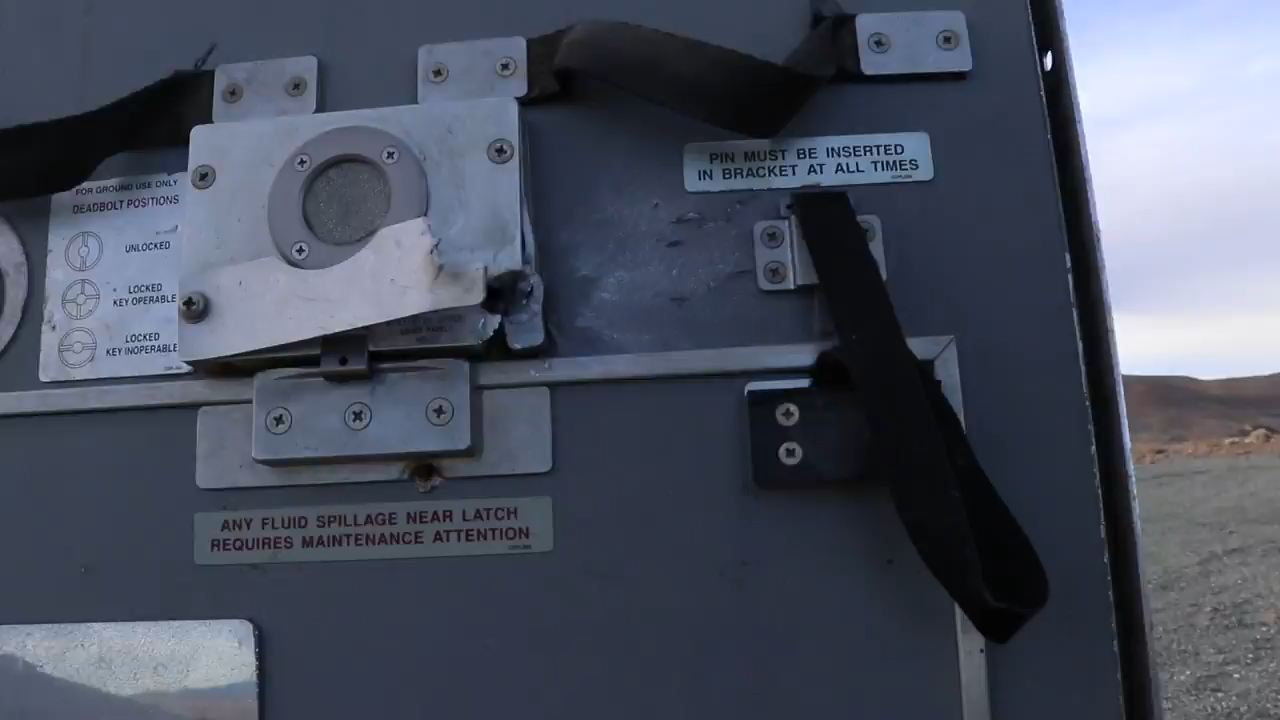 PIN MUST BE INSERTED
IN BRACKET AT ALL TIMES
FOR GROUND USE ONLY
DEADBOLT POSITIONS
UNLOCKED
LOCKED
KEY OPERABLE
LOCKED
KEY INOPERABLE
ANY FLUID SPILLAGE NEAR LATCH
REQUIRES MAINTENANCE ATTENTION